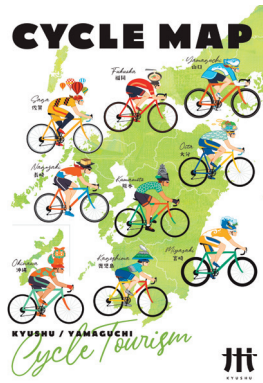 CYCLE MAP
Fukuoka
福岡
Yamaguchi
山口
Saga
佐賀
Oita
大分
Nagasaki
長崎
Kumamoto
熊本
Miyazaki
宮崎
Okinawa
沖縄
Kagoshima
鹿児島
KYUSHU / YAMAGUCHI
Cycle Tourism
KYUSHU